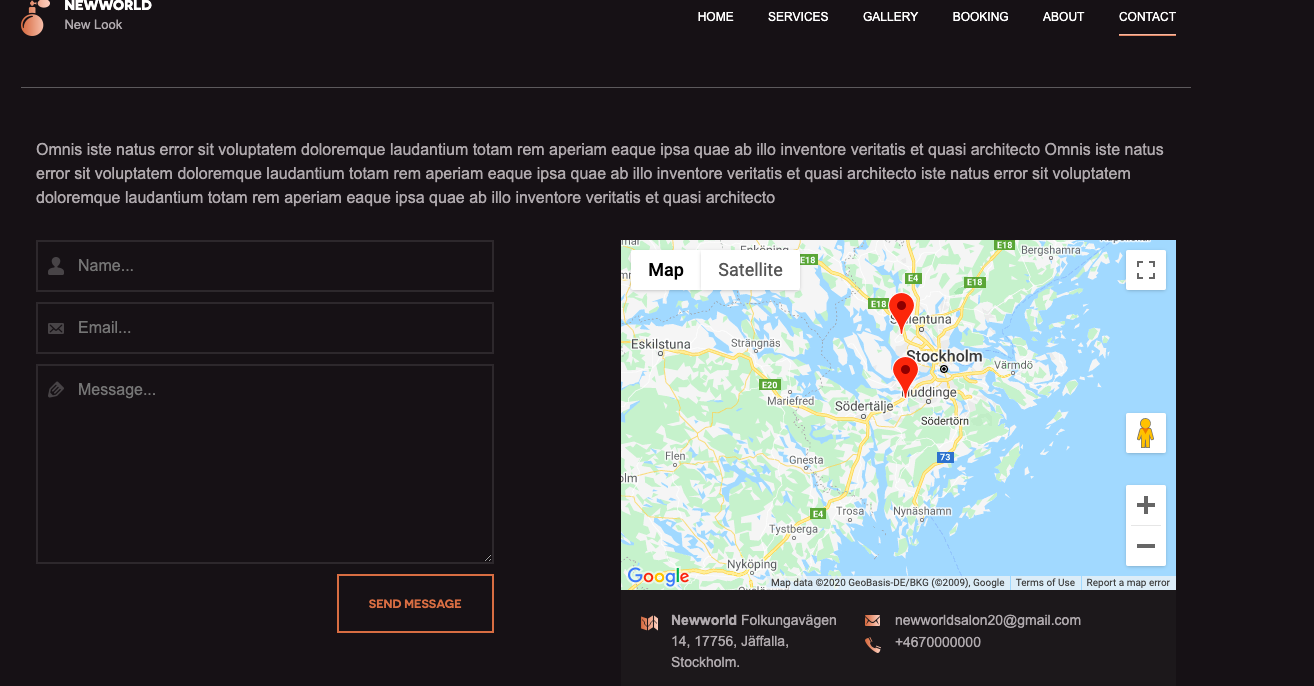 NEWWORLD
New Look
HOME SERVICES GALLERY BOOKING ABOUT CONTACT
Omnis iste natus error sit voluptatem doloremque laudantium totam rem aperiam eaque ipsa quae ab illo inventore veritatis et quasi architecto Omnis iste natus
error sit voluptatem doloremque laudantium totam rem aperiam eaque ipsa quae ab illo inventore veritatis et quasi architecto iste natus error sit voluptatem
doloremque laudantium totam rem aperiam eaque ipsa quae ab illo inventore veritatis et quasi architecto
Name...
Email...
Message...
SEND MESSAGE
Map Satellite
E18
E18
Bergshamra
E4
E18
E18
Eskilstuna
Strängnäs
Stockholm
Värmdö
E20
Mariefred
Södertälje
Södertörn
Flen
Gnesta
73
E4
Trosa
Nynäshamn
Tystberga
Nyköping
Google
Map data ©2020 GeoBasis-DE/BKG (©2009), Google Terms of Use Report a map error
Newworld Folkungavägen
14, 17756, Jäffalla,
Stockholm.
newworldsalon20@gmail.com
+4670000000